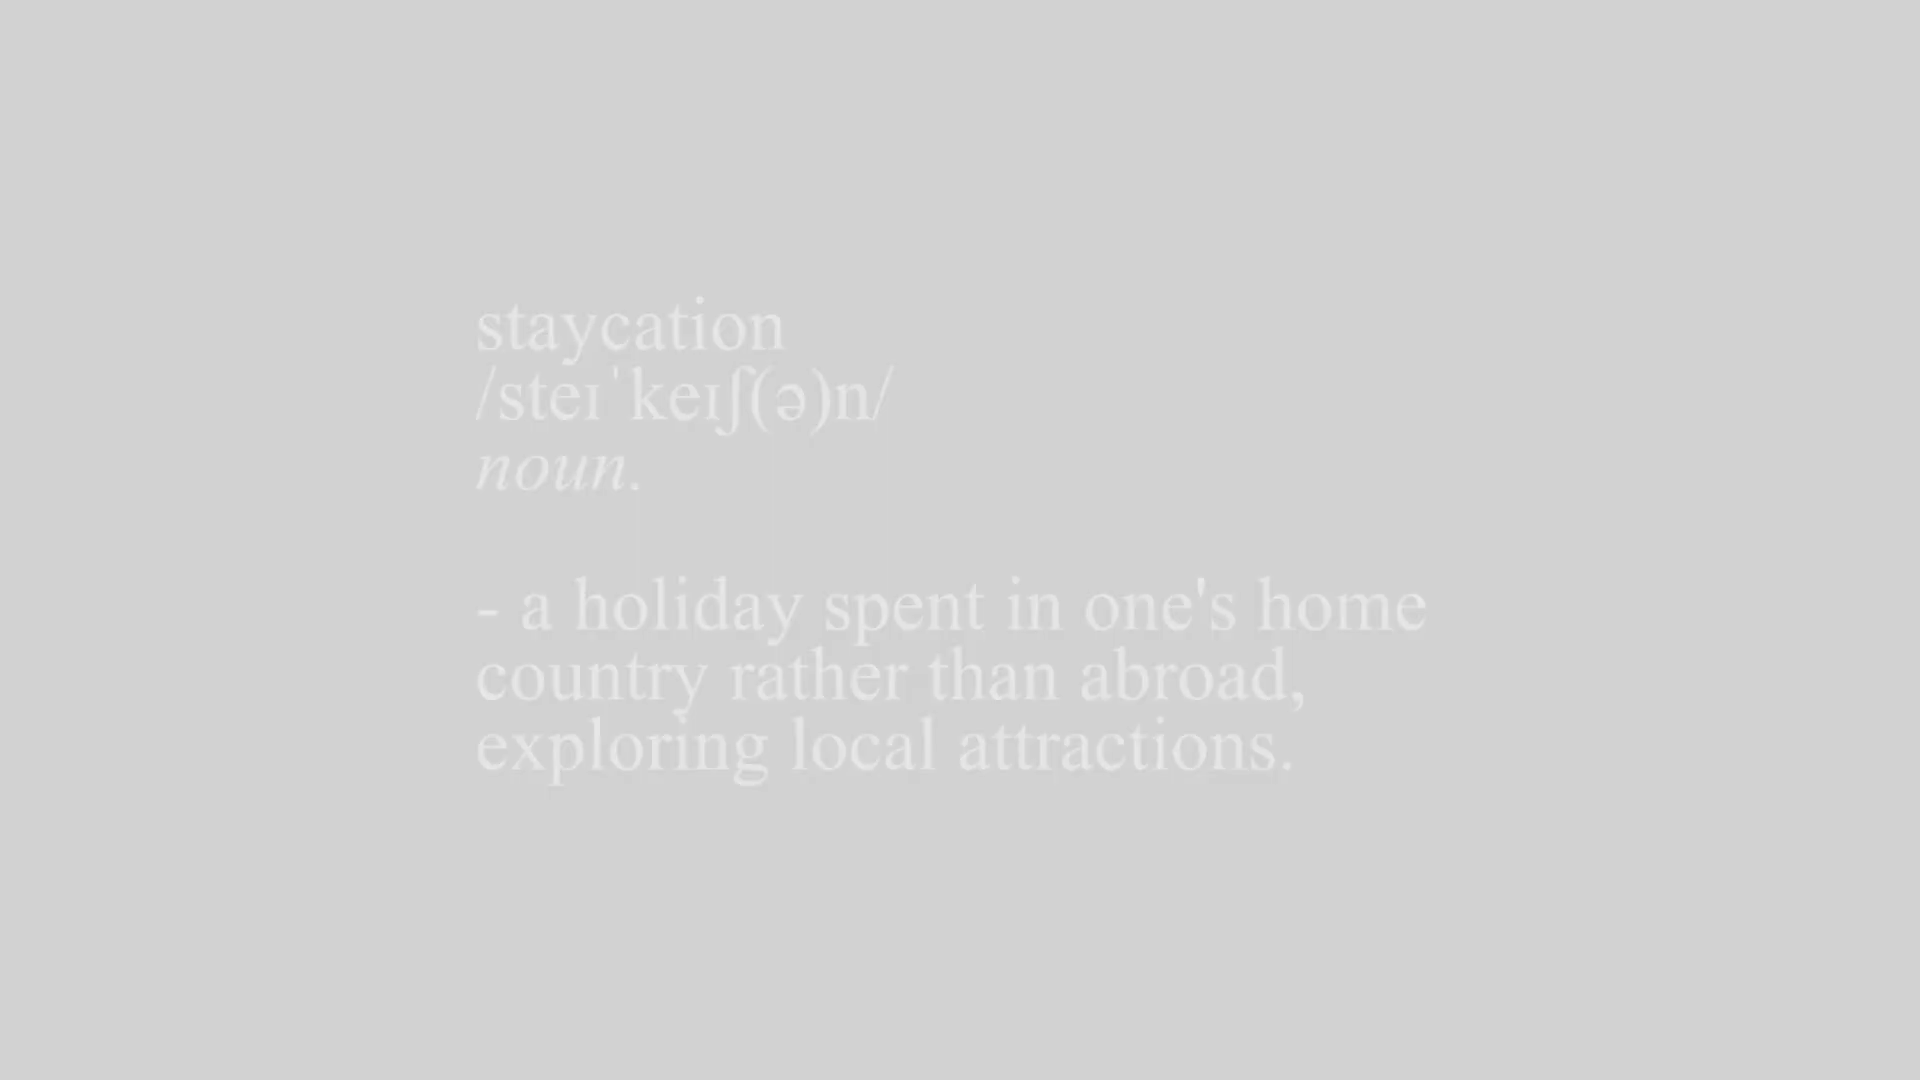 staycation
/steɪˈkeɪʃ(ə)n/
noun.
- a holiday spent in one's home
country rather than abroad,
exploring local attractions.